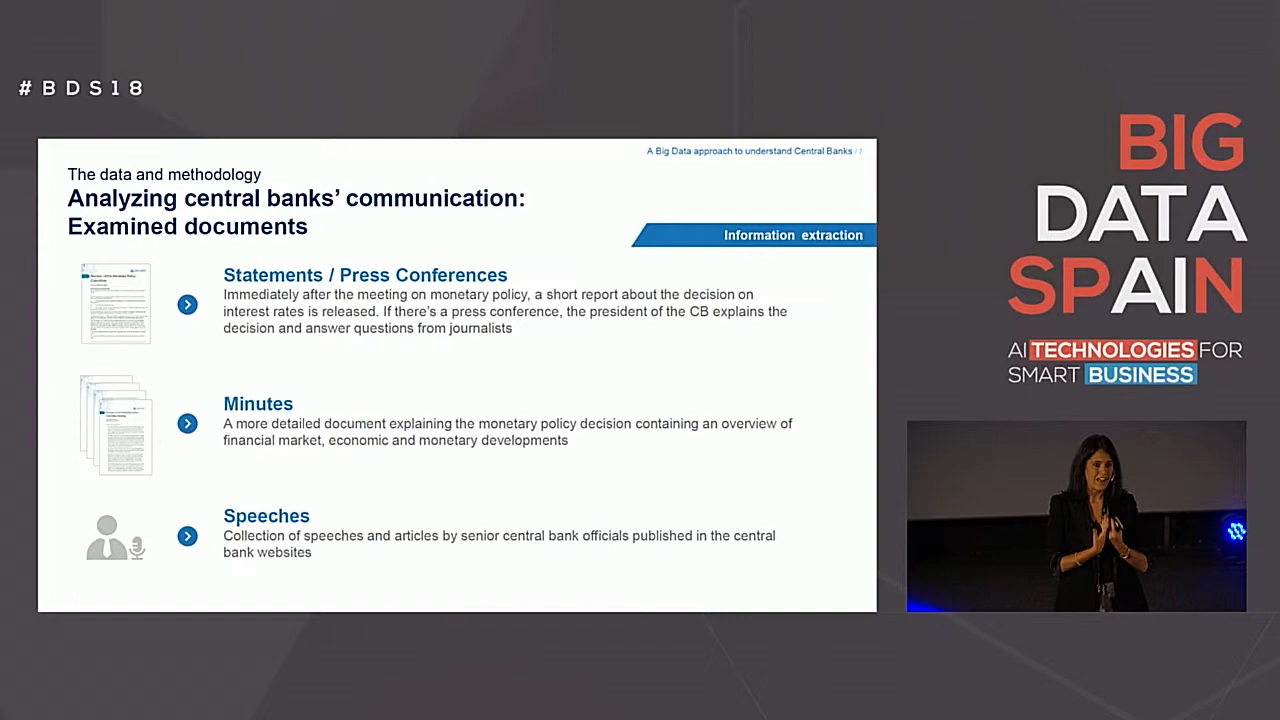 #BDS18
A Big Data approach to understand Central Banks / 7
The data and methodology
Analyzing central banks’ communication:
Examined documents
Information extraction
Statements / Press Conferences
Immediately after the meeting on monetary policy, a short report about the decision on
interest rates is released. If there’s a press conference, the president of the CB explains the
decision and answer questions from journalists
Minutes
A more detailed document explaining the monetary policy decision containing an overview of
financial market, economic and monetary developments
Speeches
Collection of speeches and articles by senior central bank officials published in the central
bank websites
BIG
DATA
SPAIN
AI TECHNOLOGIES FOR
SMART BUSINESS